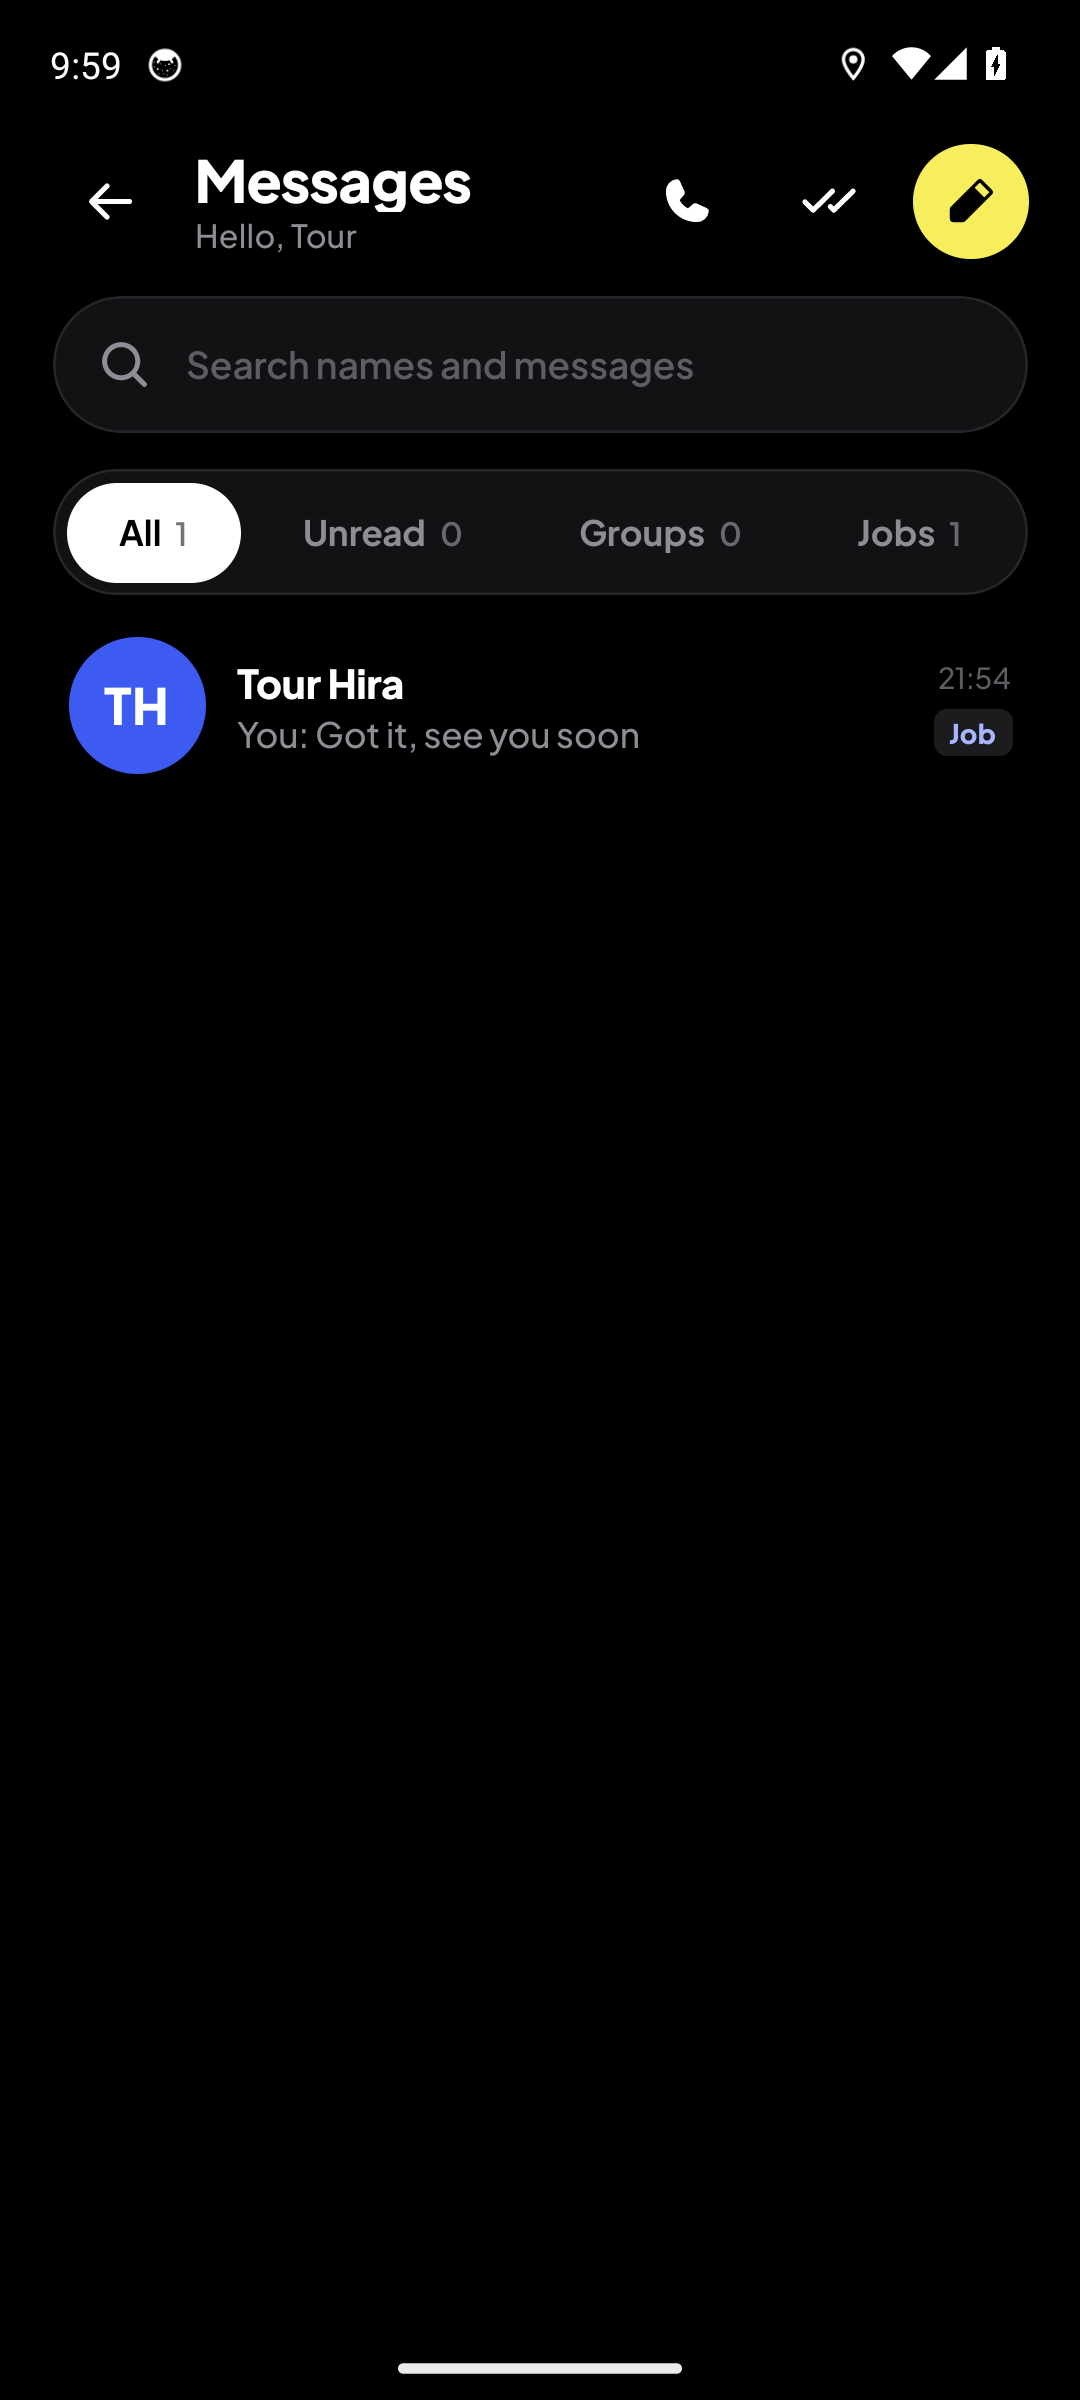 9:59
Messages
Hello, Tour
Search names and messages
All 1 Unread 0 Groups 0 Jobs 1
TH
Tour Hira
21:54
You: Got it, see you soon
Job